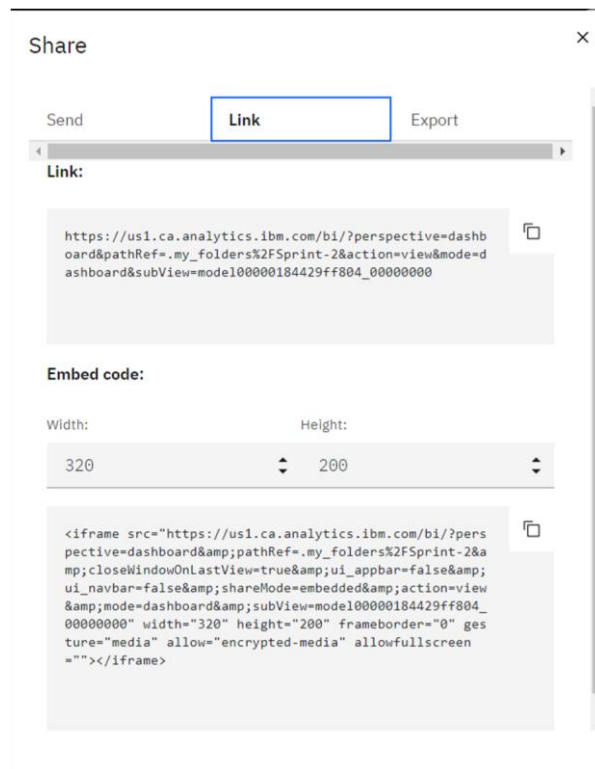 Share
Send Link Export
Link:
https://us1.ca.analytics.ibm.com/bi/?perspective=dashb
oard&pathRef=.my_folders%2FSprint-2&action=view&mode=d
ashboard&subView=model00000184429ff804_00000000
Embed code:
Width: Height:
320 200
<iframe src="https://us1.ca.analytics.ibm.com/bi/?pers
pective=dashboard&amp;pathRef=.my_folders%2FSprint-2&a
mp;closeWindowOnLastView=true&amp;ui_appbar=false&amp;
ui_navbar=false&amp;shareMode=embedded&amp;action=view
&amp;mode=dashboard&amp;subView=model00000184429ff804_
00000000" width="320" height="200" frameborder="0" ges
ture="media" allow="encrypted-media" allowfullscreen
=""></iframe>